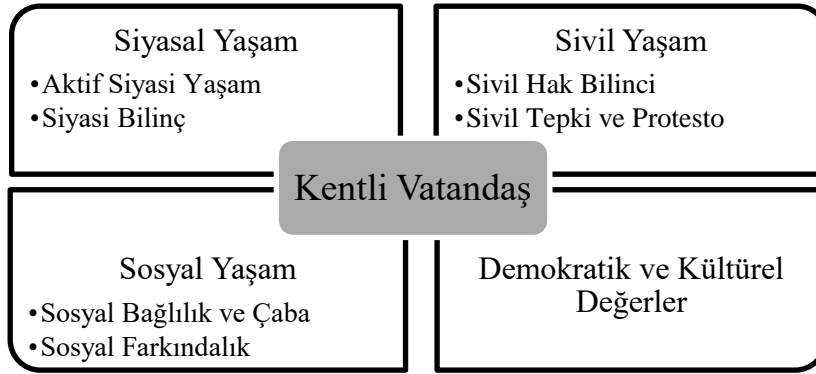 Siyasal Yaşam
•Aktif Siyasi Yaşam
•Siyasi Bilinç
Sivil Yaşam
•Sivil Hak Bilinci
•Sivil Tepki ve Protesto
Kentli Vatandaş
Sosyal Yaşam
•Sosyal Bağlılık ve Çaba
•Sosyal Farkındalık
Demokratik ve Kültürel
Değerler